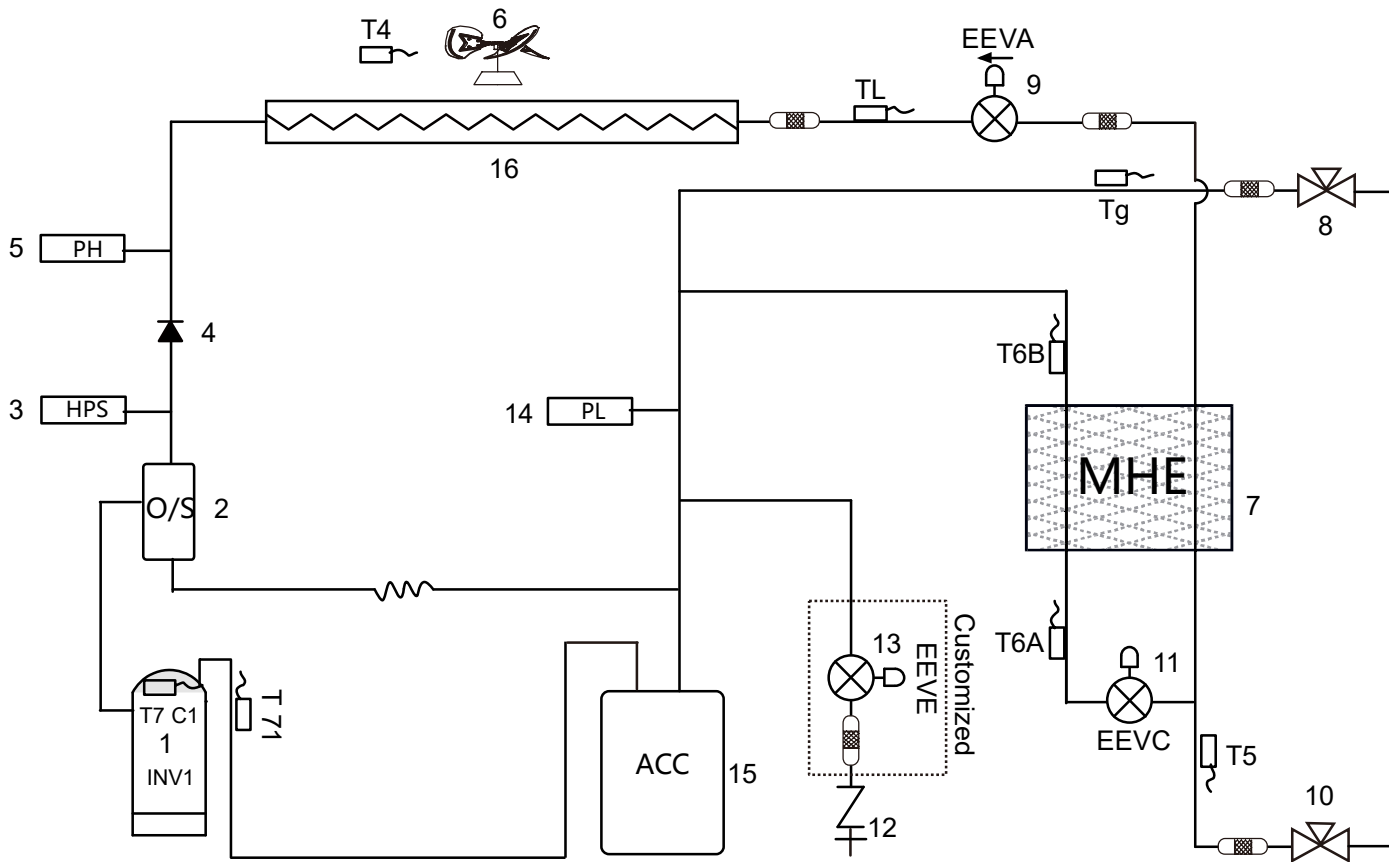 T4
6
EEVA
9
TL
16
Tg
8
5
PH
4
T6B
3
HPS
14
PL
MHE
7
O/S
2
T6A
11
EEVC
Customized
EEVE
13
T 71
T7 C1
1
INV1
ACC
15
T5
10
12